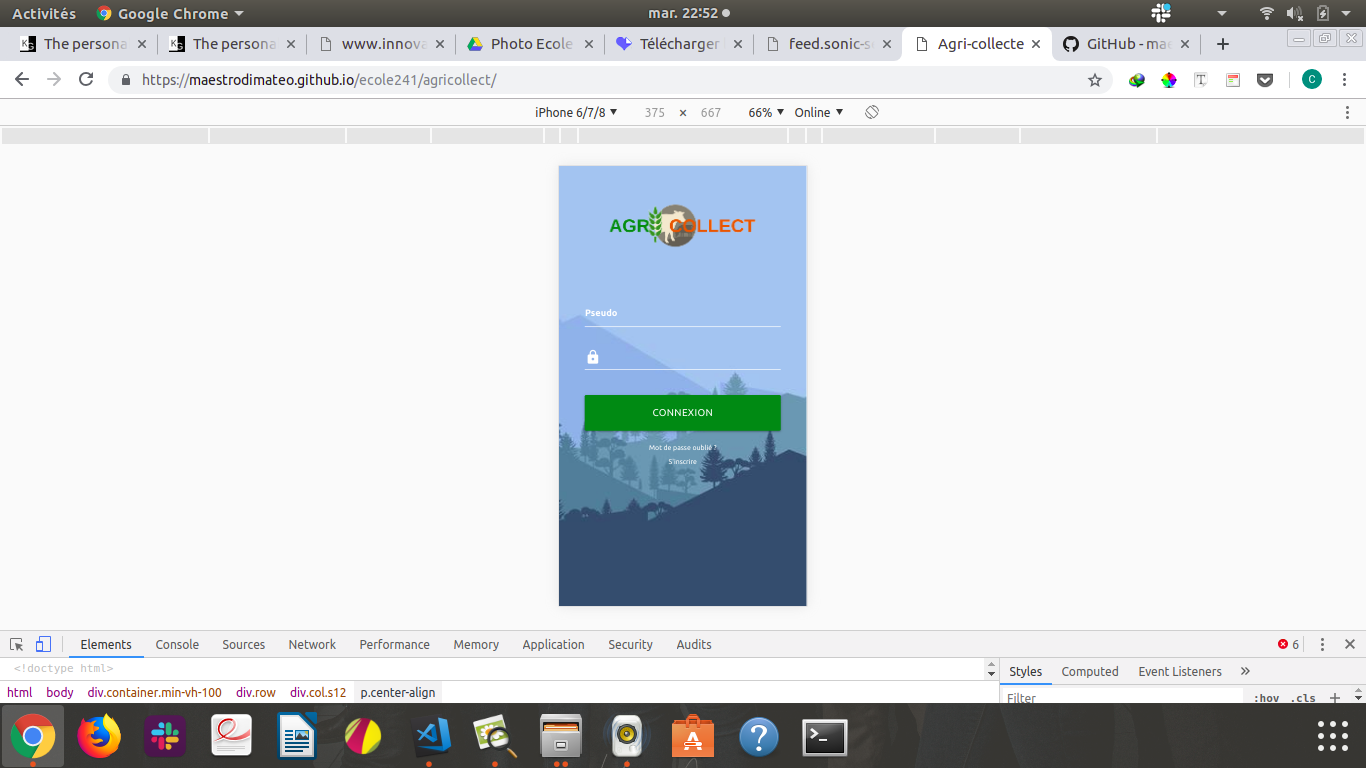 Activités Google Chrome mar. 22:52
The persona The persona www.innova Photo Ecole Télécharger feed.sonic-s Agri-collecte GitHub - mae
https://maestrodimateo.github.io/ecole241/agricollect/ C
iPhone 6/7/8 375 × 667 66% Online
AGRI COLLECT
Pseudo
CONNEXION
Mot de passe oublié ?
S'inscrire
Elements Console Sources Network Performance Memory Application Security Audits 6
<!doctype html>
Styles Computed Event Listeners »
html body div.container.min-vh-100 div.row div.col.s12 p.center-align
Filter :hov .cls +